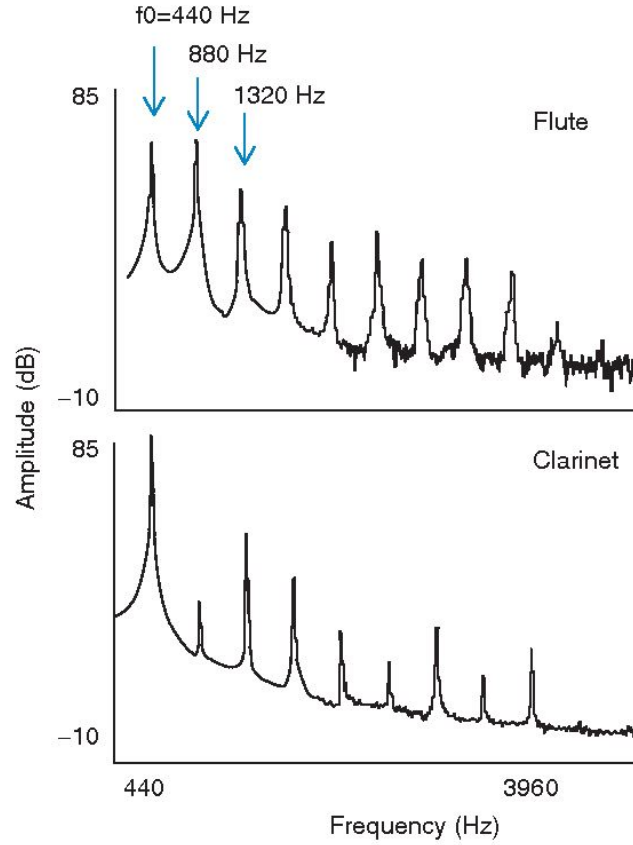 f0=440 Hz
880 Hz
1320 Hz
85
Flute
−10
Amplitude (dB)
85
Clarinet
−10
440
3960
Frequency (Hz)